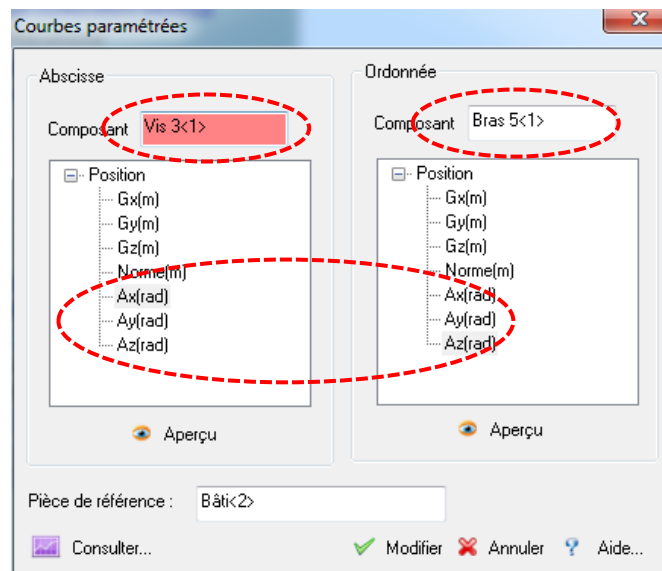 Courbes paramétrées
Abscisse
Composant Vis 3<1>
Position
Gx(m)
Gy(m)
Gz(m)
Norme(m)
Ax(rad)
Ay(rad)
Az(rad)
Aperçu
Ordonnée
Composant Bras 5<1>
Position
Gx(m)
Gy(m)
Gz(m)
Norme(m)
Ax(rad)
Ay(rad)
Az(rad)
Aperçu
Pièce de référence : Bâti<2>
Consulter... Modifier Annuler Aide...